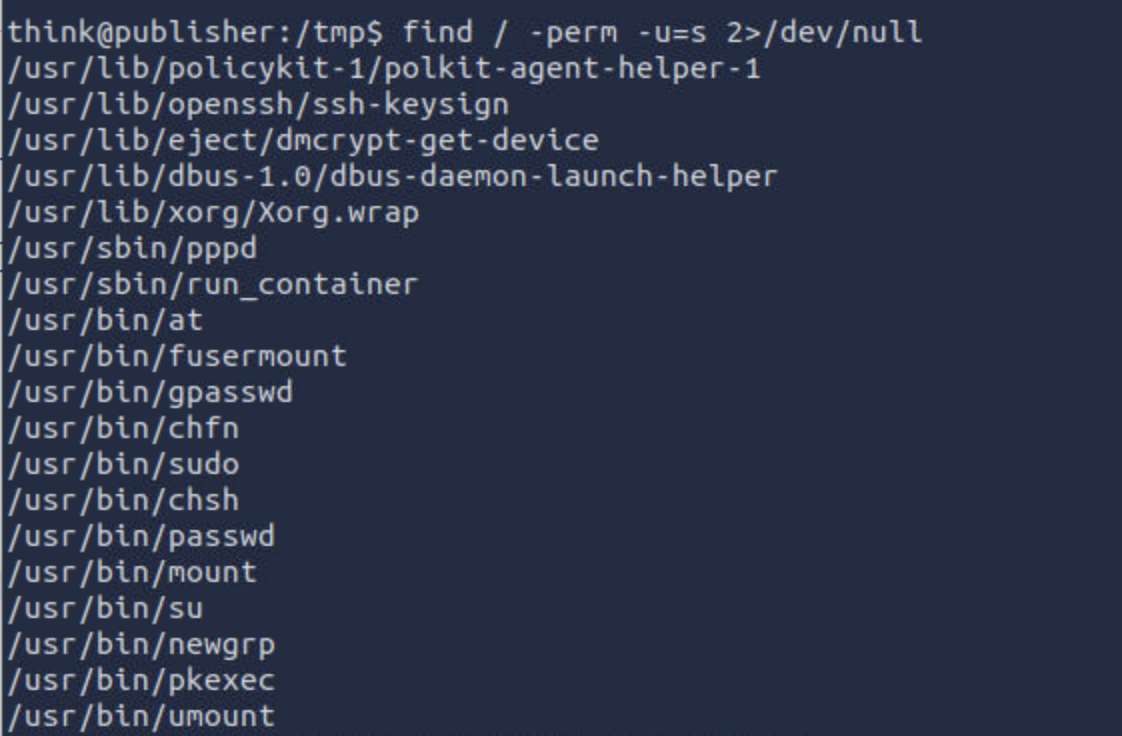 think@publisher:/tmp$ find / -perm -u=s 2>/dev/null
/usr/lib/policykit-1/polkit-agent-helper-1
/usr/lib/openssh/ssh-keysign
/usr/lib/eject/dmcrypt-get-device
/usr/lib/dbus-1.0/dbus-daemon-launch-helper
/usr/lib/xorg/Xorg.wrap
/usr/sbin/pppd
/usr/sbin/run_container
/usr/bin/at
/usr/bin/fusermount
/usr/bin/gpasswd
/usr/bin/chfn
/usr/bin/sudo
/usr/bin/chsh
/usr/bin/passwd
/usr/bin/mount
/usr/bin/su
/usr/bin/newgrp
/usr/bin/pkexec
/usr/bin/umount